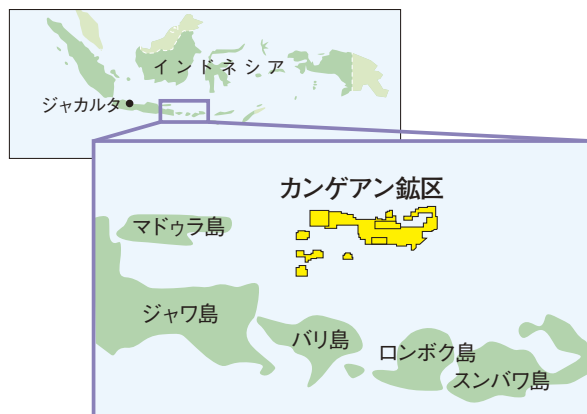 インドネシア
ジャカルタ
カンゲアン鉱区
マドゥラ島
ジャワ島
バリ島
ロンボク島
スンバワ島